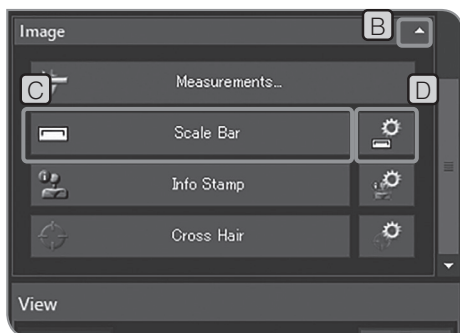 Image
B
Measurements...
C
D
Scale Bar
Info Stamp
Cross Hair
View